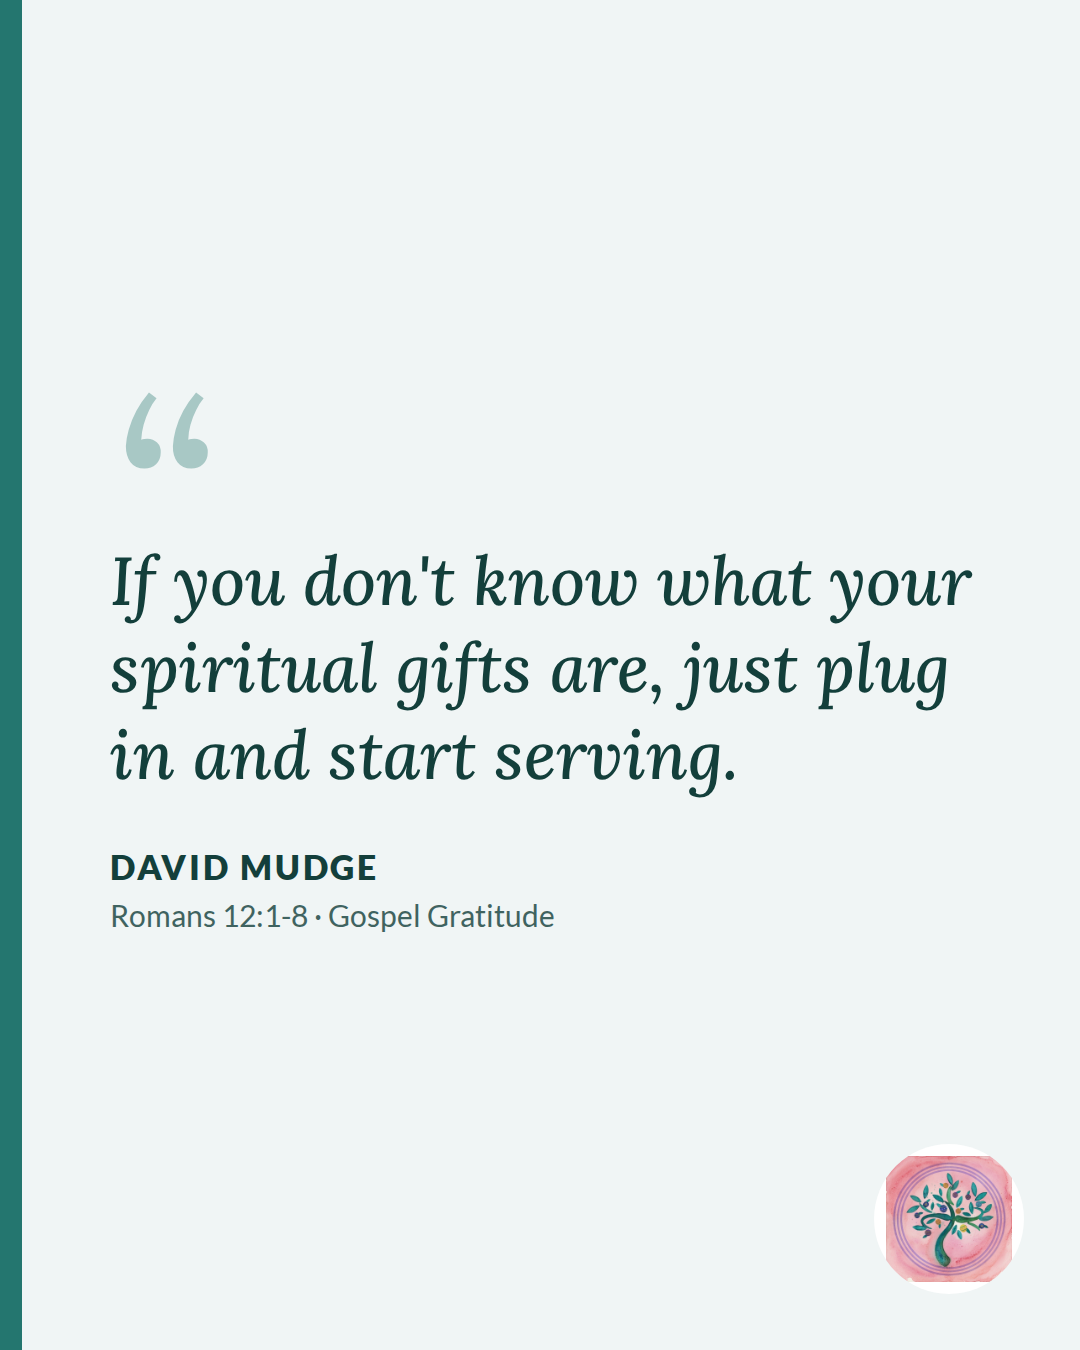 “
If you don't know what your
spiritual gifts are, just plug
in and start serving.
DAVID MUDGE
Romans 12:1-8 · Gospel Gratitude